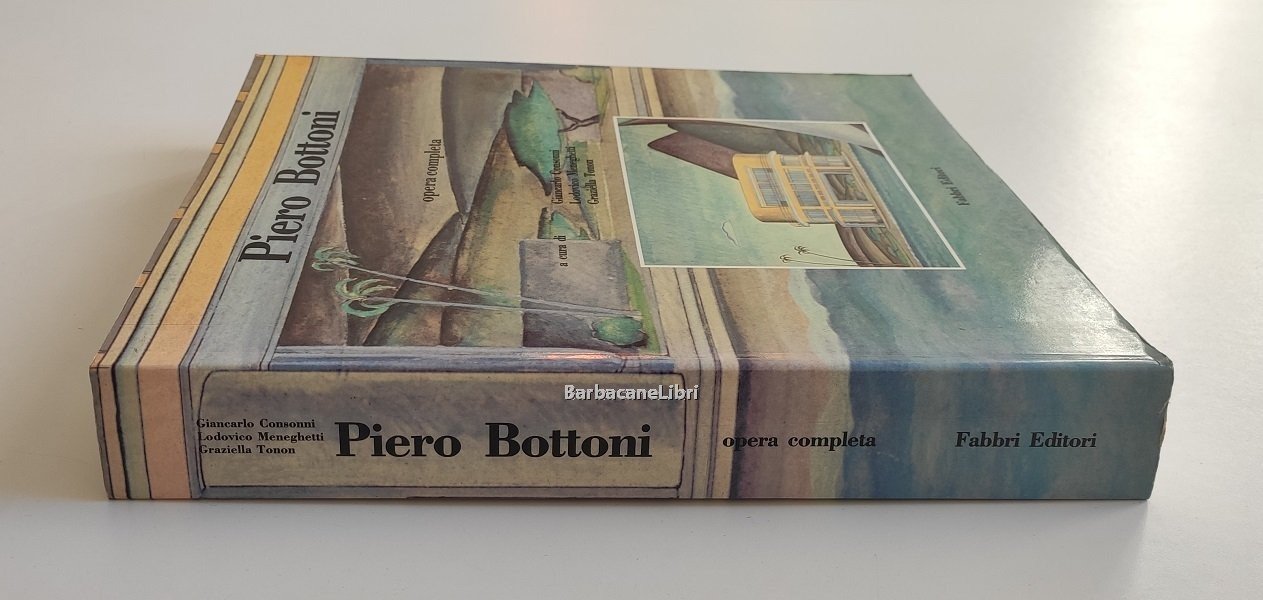 Piero Bottoni
opera completa
a cura di
Giancarlo Consonni
Lodovico Meneghetti
Graziella Tonon
Fabbri Editori
BarbacaneLibri
Giancarlo Consonni
Lodovico Meneghetti
Graziella Tonon
Piero Bottoni
opera completa
Fabbri Editori